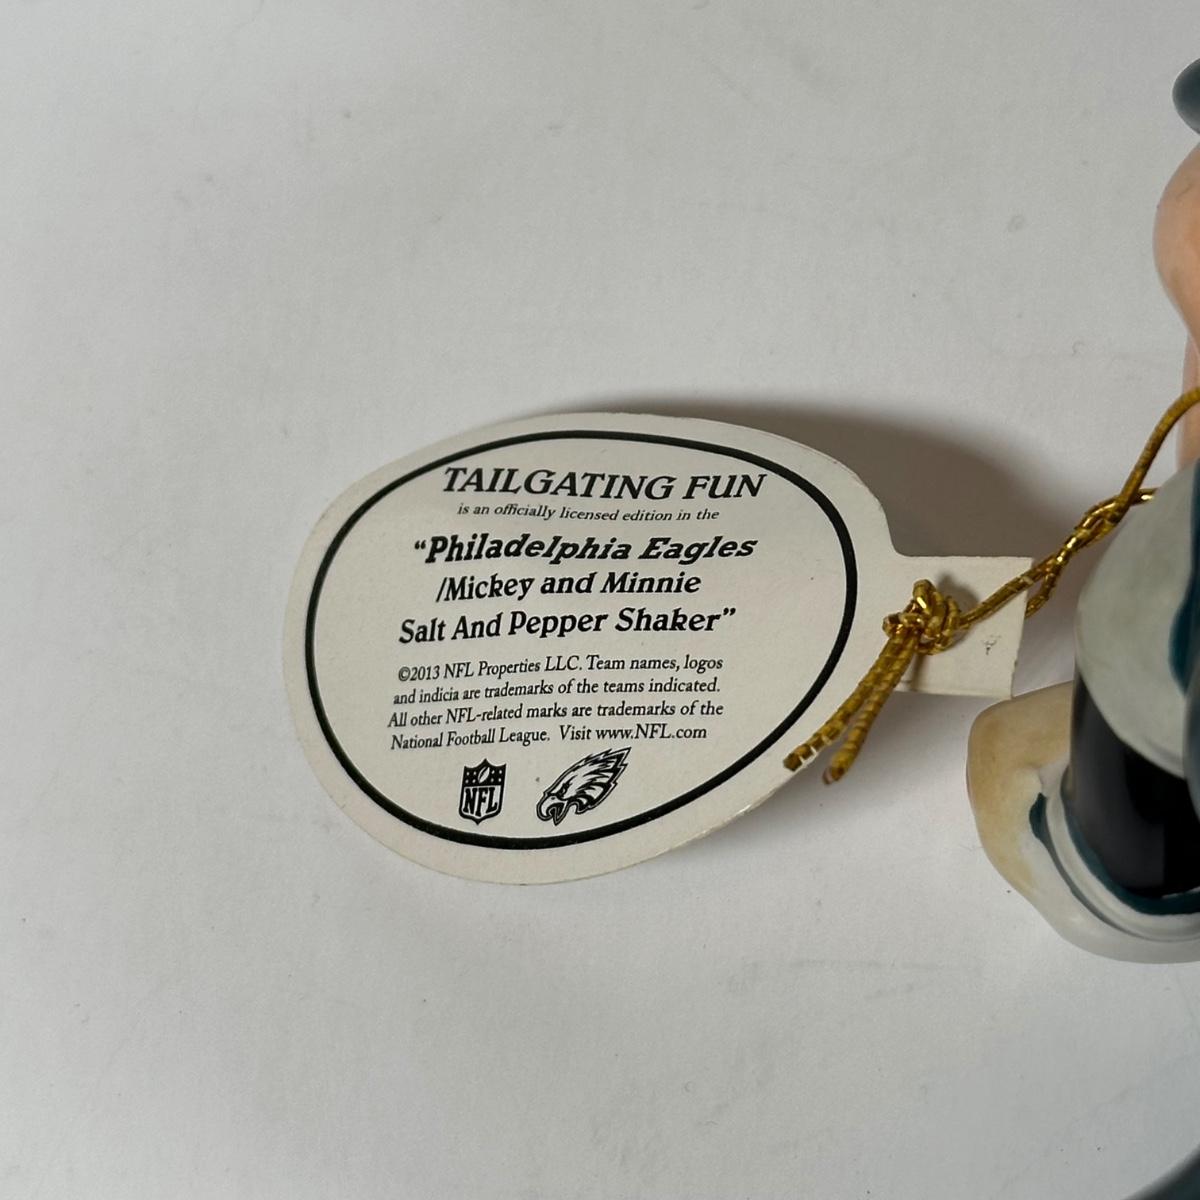 TAILGATING FUN
is an officially licensed edition in the
“Philadelphia Eagles
/Mickey and Minnie
Salt And Pepper Shaker”
©2013 NFL Properties LLC. Team names, logos
and indicia are trademarks of the teams indicated.
All other NFL-related marks are trademarks of the
National Football League. Visit www.NFL.com
NFL